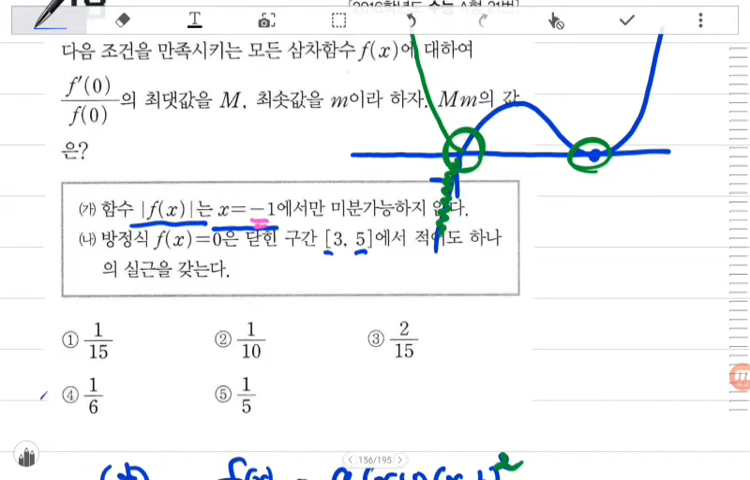 [2016학년도 수능 A형 21번]
다음 조건을 만족시키는 모든 삼차함수 f(x)에 대하여
f′(0)/f(0)의 최댓값을 M, 최솟값을 m이라 하자. Mm의 값
은?
㈎ 함수 |f(x)|는 x=−1에서만 미분가능하지 않다.
㈏ 방정식 f(x)=0은 닫힌 구간 [3, 5]에서 적어도 하나
의 실근을 갖는다.
① 1/15 ② 1/10 ③ 2/15
④ 1/6 ⑤ 1/5
156/195
f(x) =